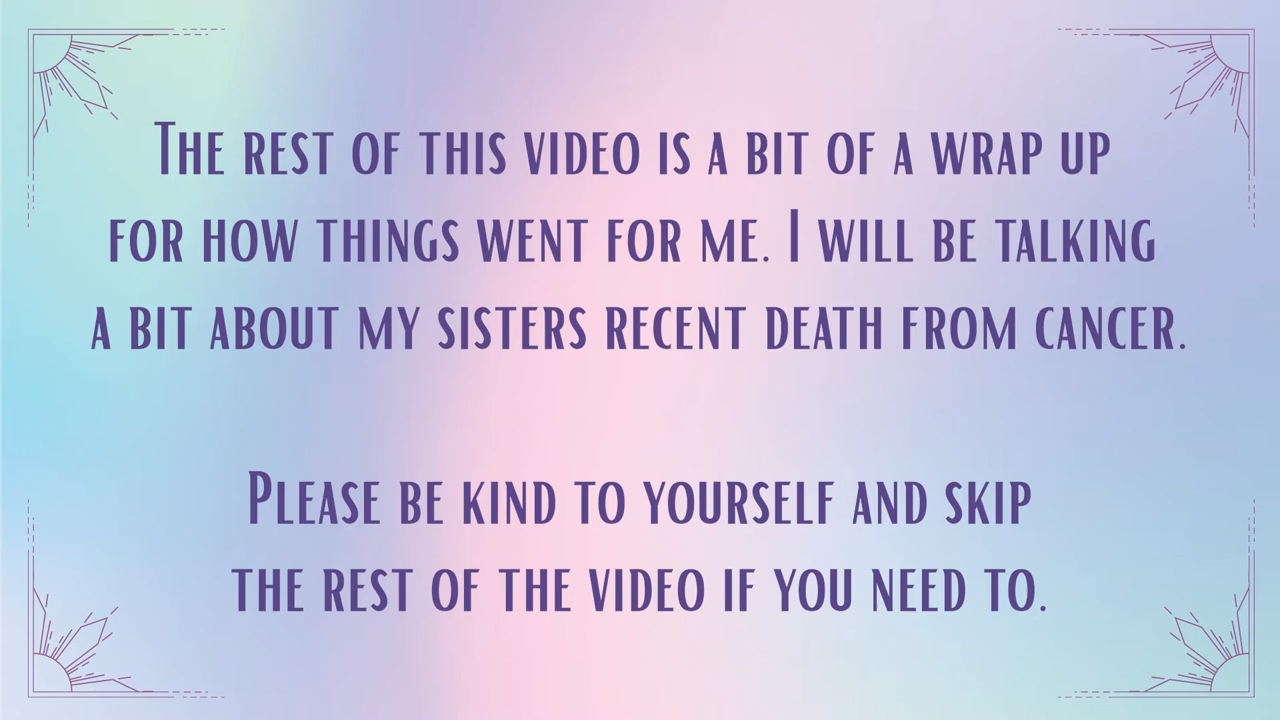 The rest of this video is a bit of a wrap up
for how things went for me. I will be talking
a bit about my sisters recent death from cancer.
Please be kind to yourself and skip
the rest of the video if you need to.